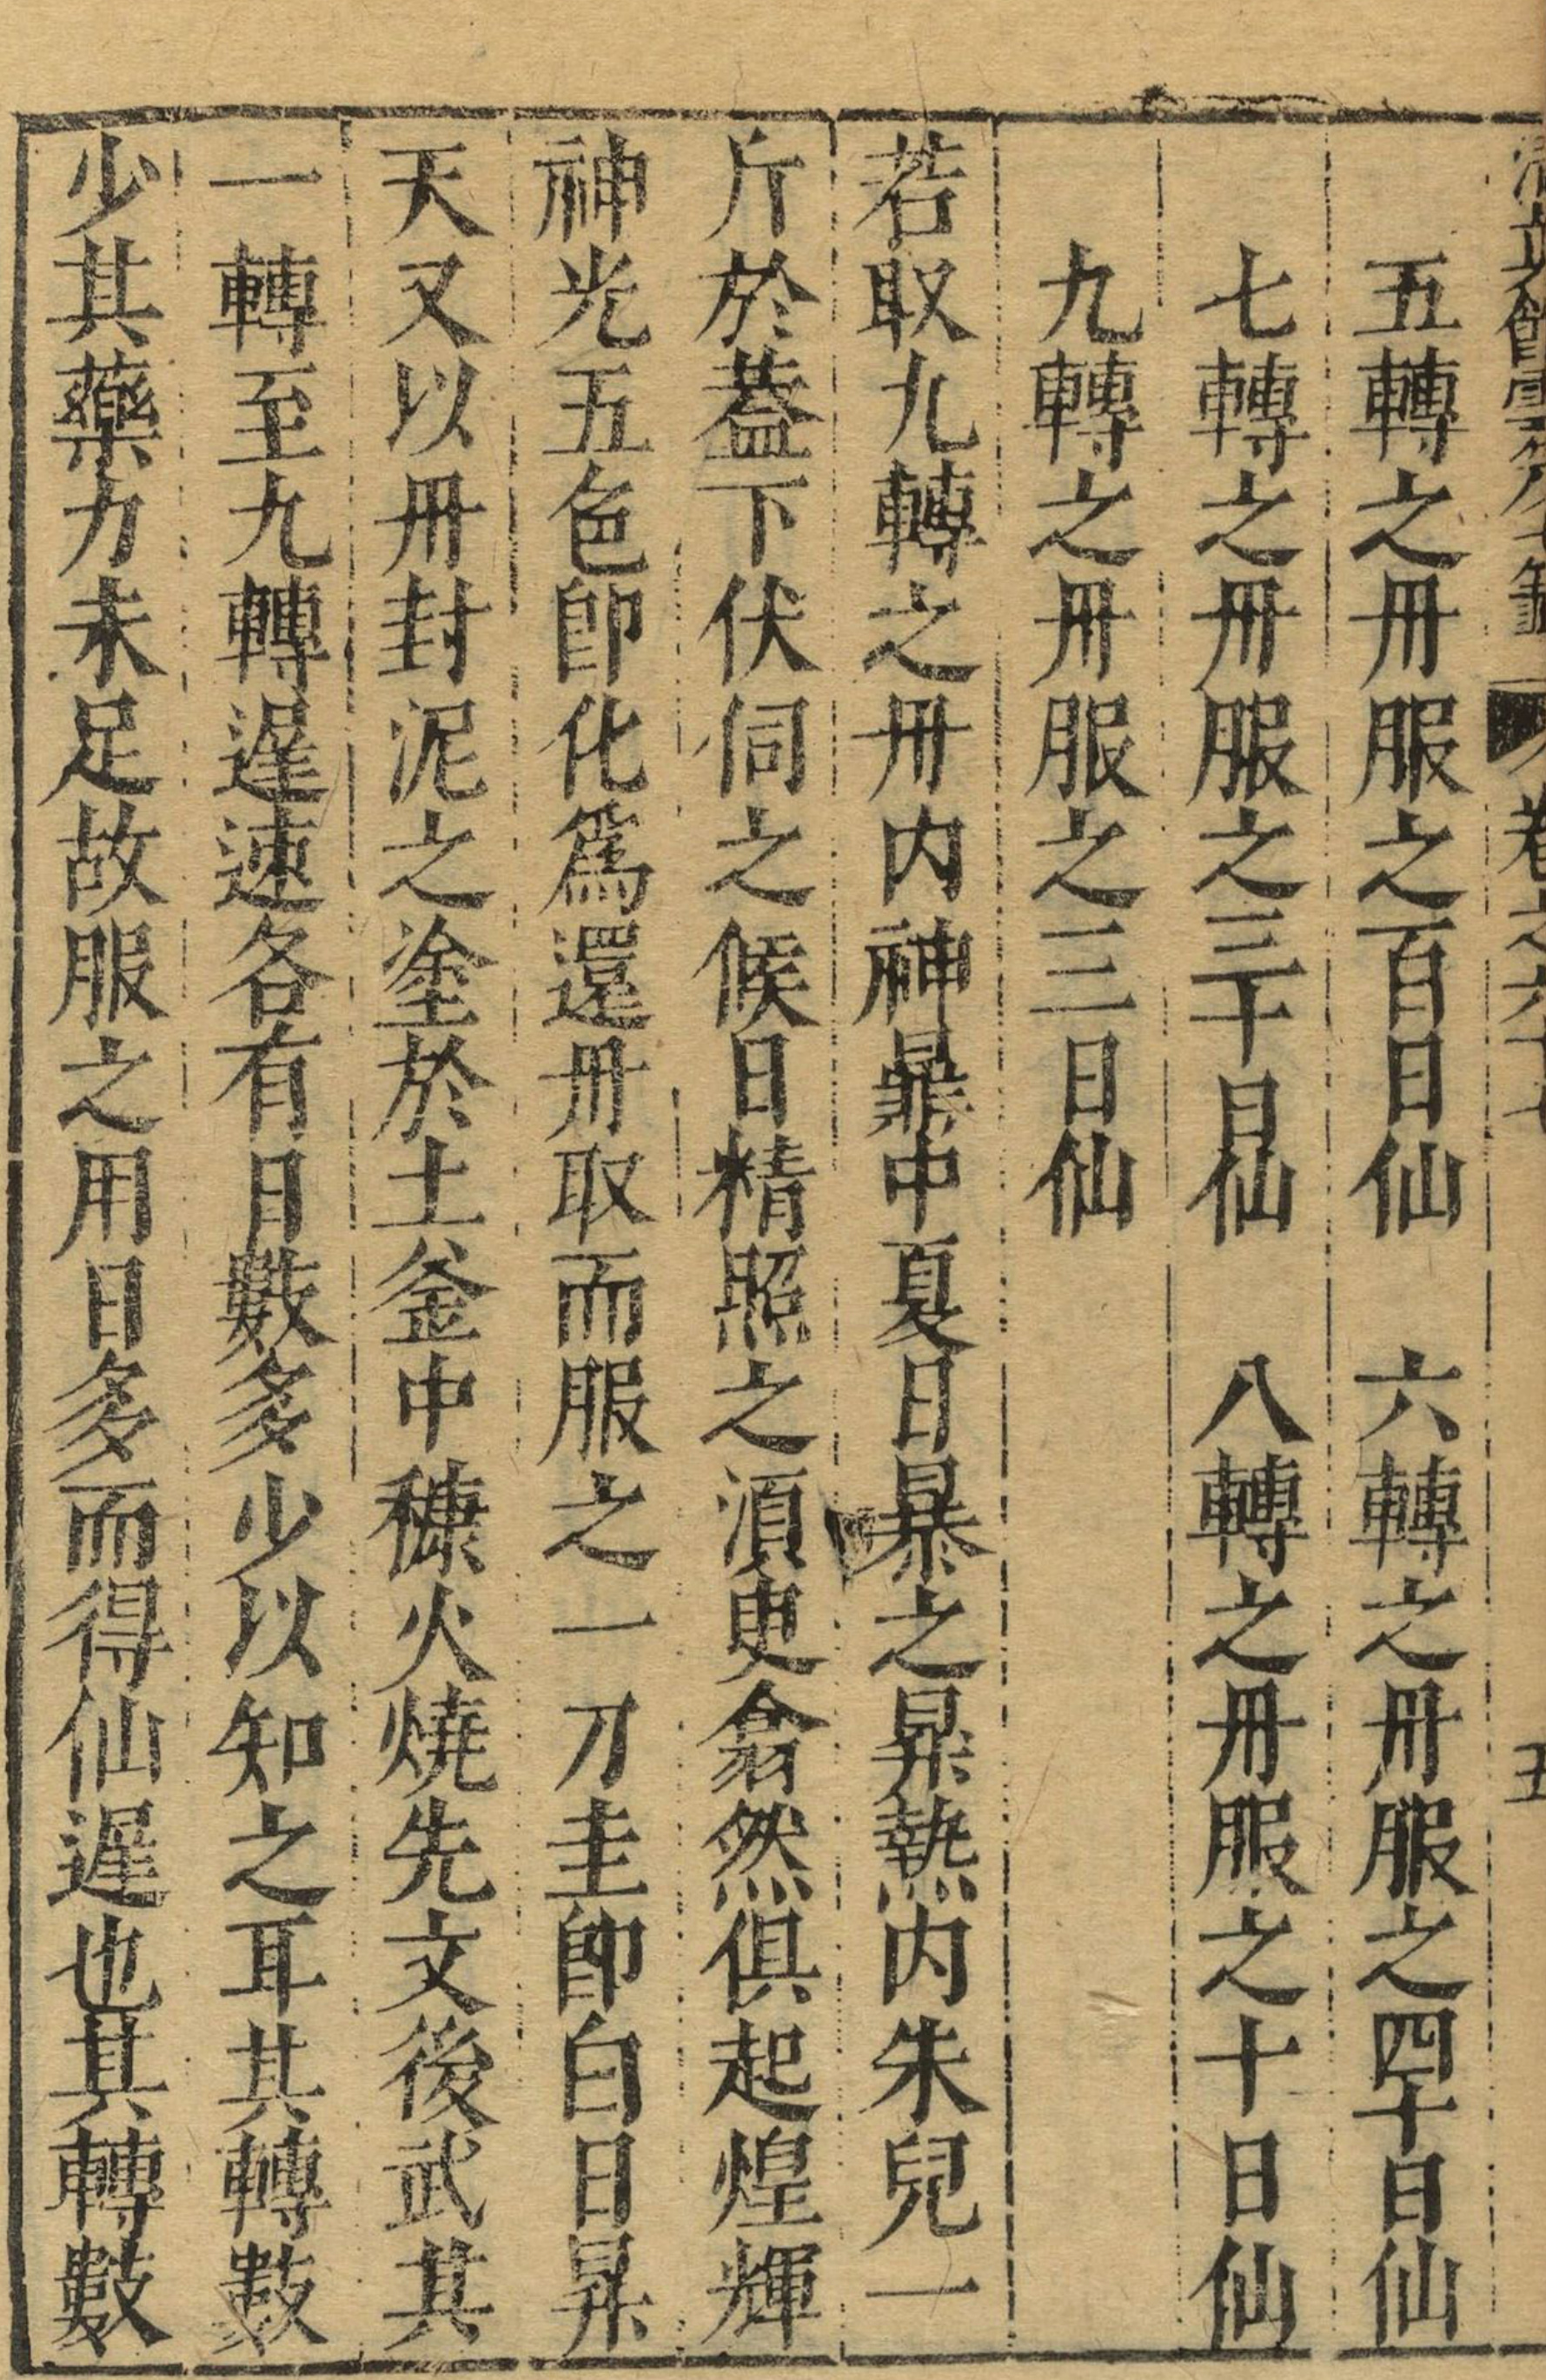 五轉之丹服之百日仙　六轉之丹服之四十日仙
七轉之丹服之三十日仙　八轉之丹服之十日仙
九轉之丹服之三日仙
若取九轉之丹内神鼎中夏日暴之鼎熱内朱兒一
斤於蓋下伏伺之候日精照之須臾翕然俱起煌輝
神光五色卽化爲還丹取而服之一刀圭卽白日昇
天又以丹封泥之塗於土釜中糠火燒先文後武其
一轉至九轉遲速各有日數多少以知之耳其轉數
少其藥力未足故服之用日多而得仙遲也其轉數